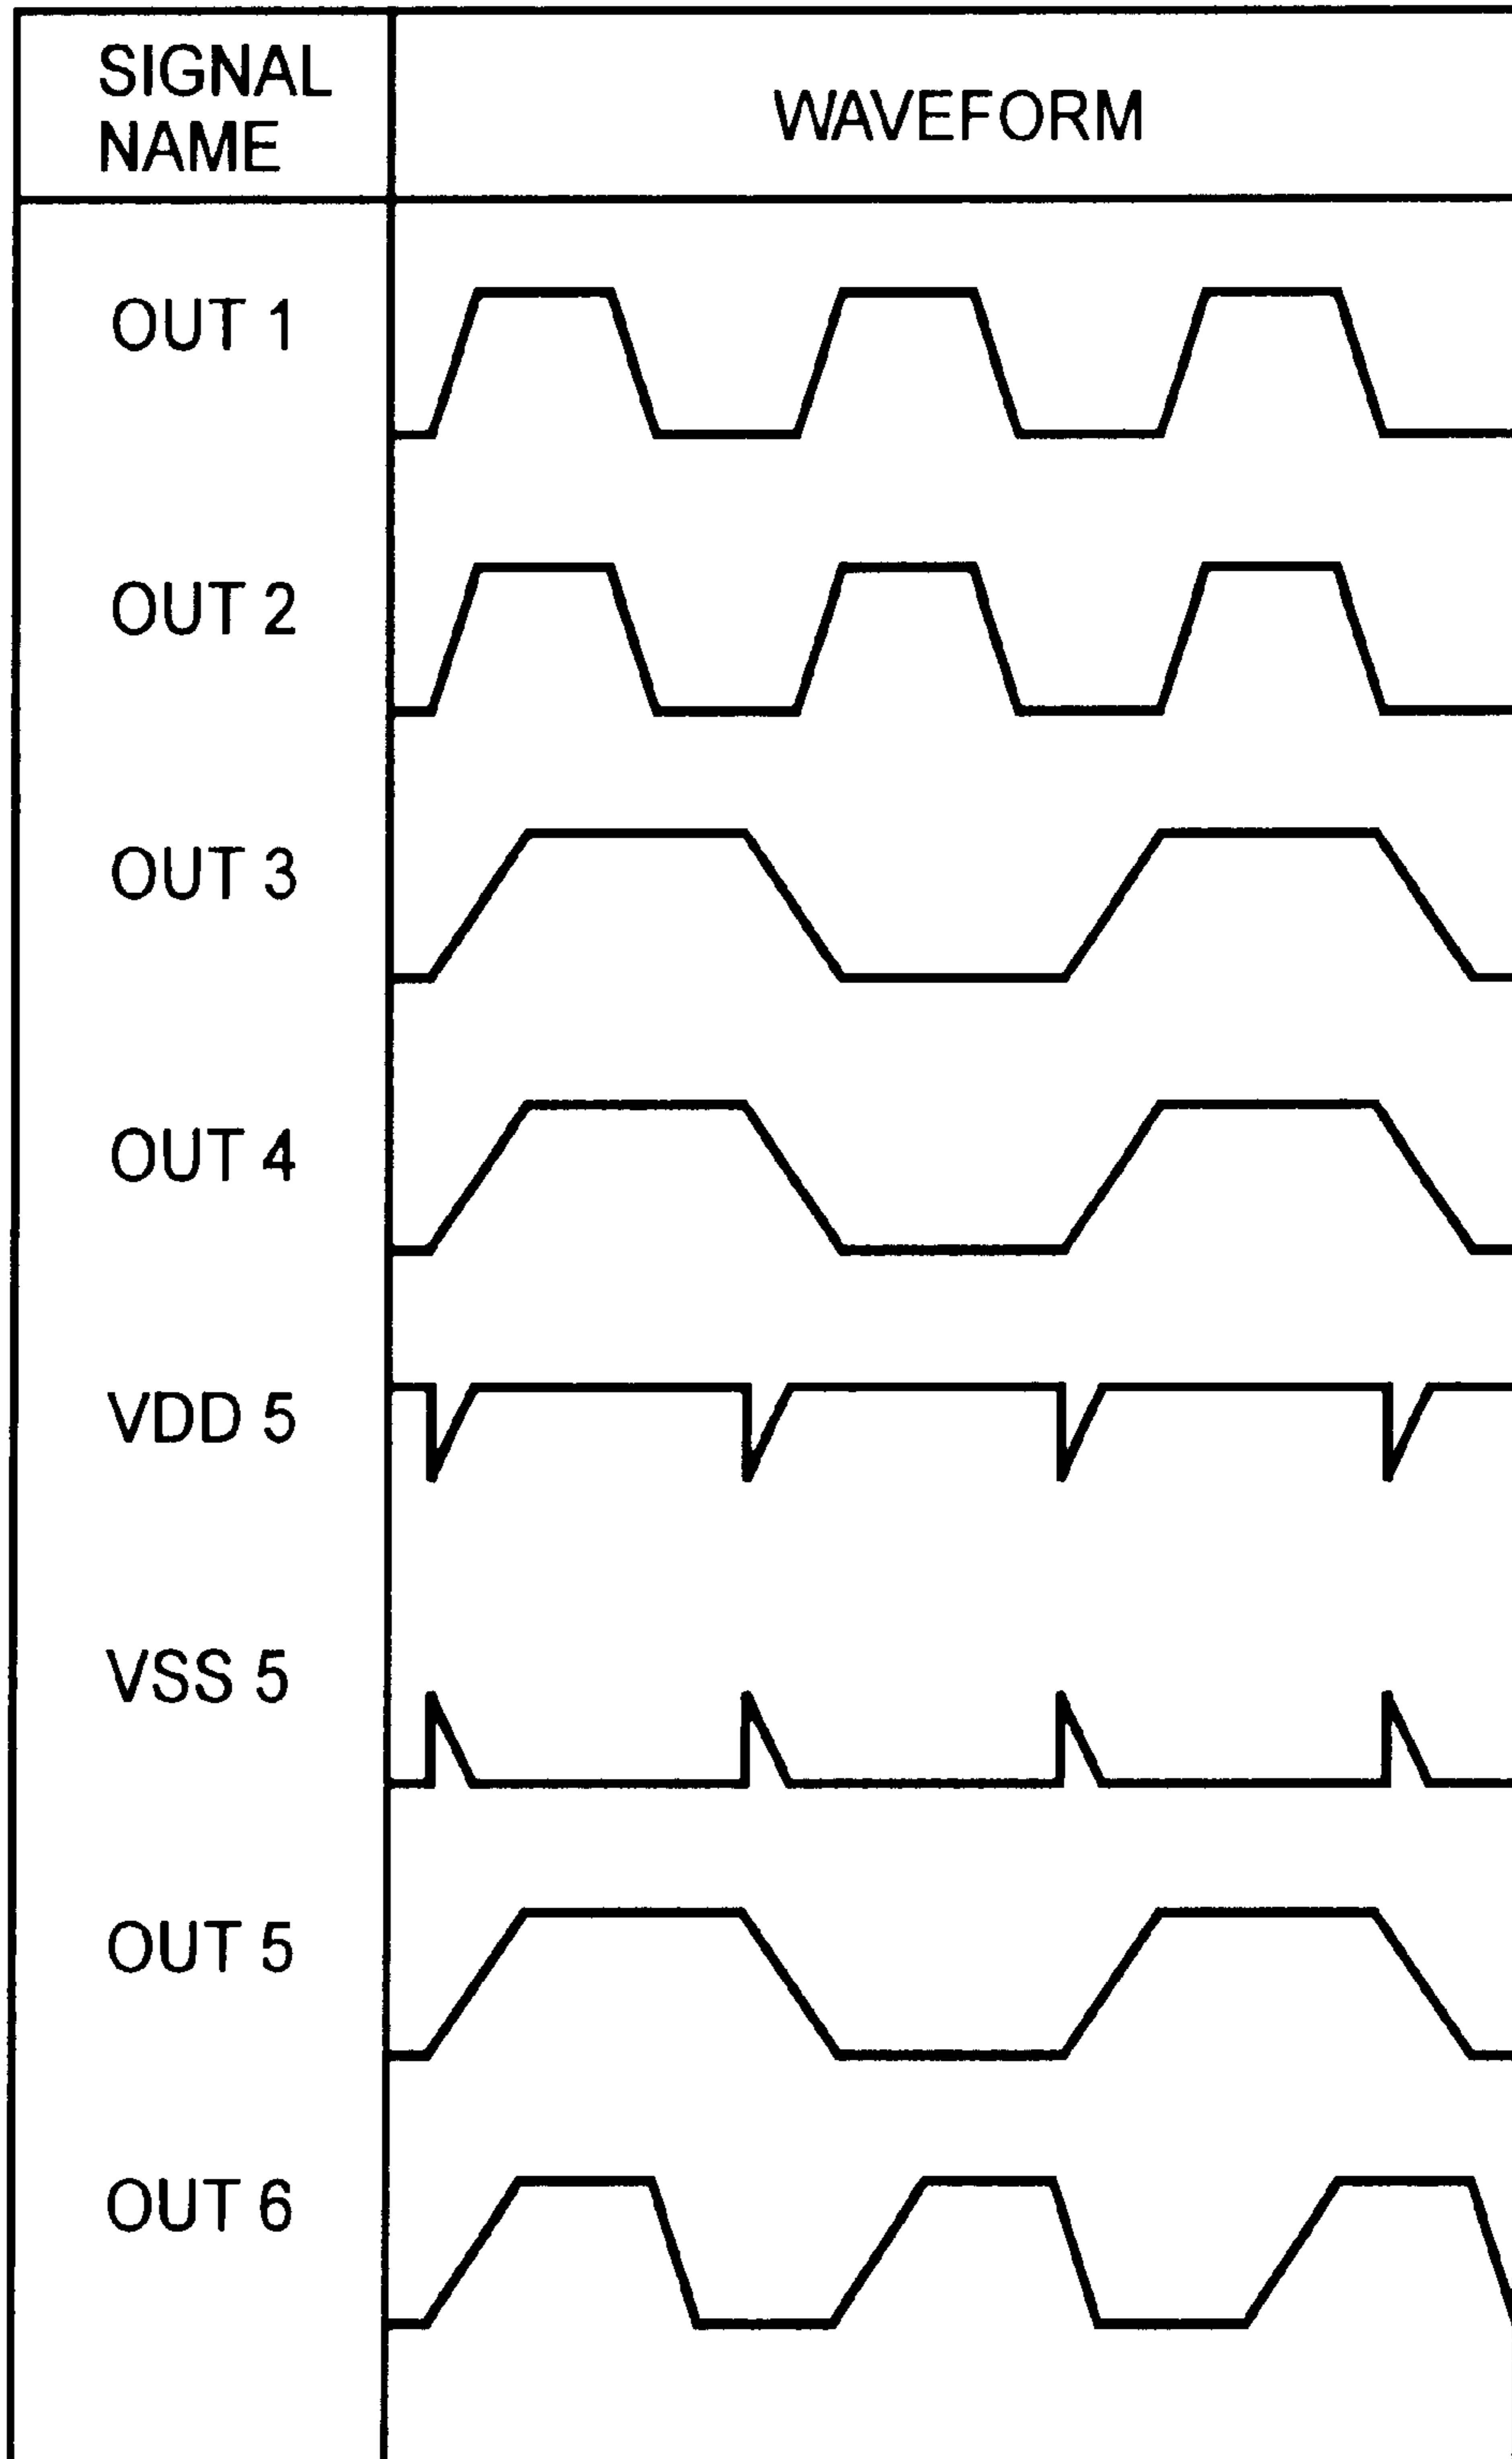 SIGNAL
NAME
WAVEFORM
OUT 1
OUT 2
OUT 3
OUT 4
VDD 5
VSS 5
OUT 5
OUT 6